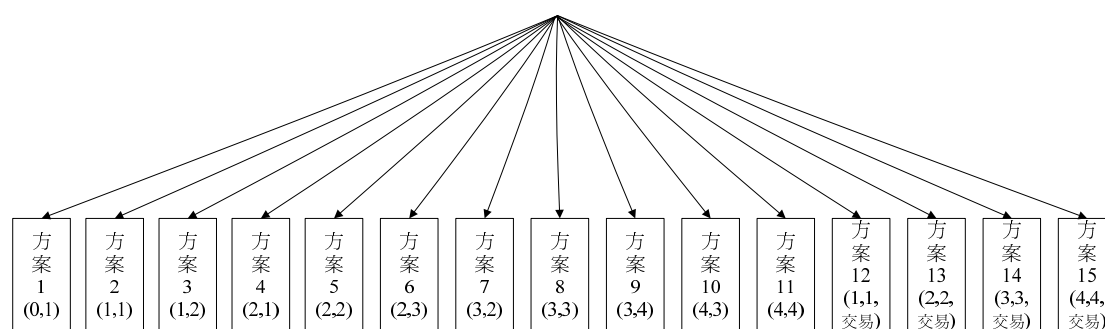 方案1(0,1)
方案2(1,1)
方案3(1,2)
方案4(2,1)
方案5(2,2)
方案6(2,3)
方案7(3,2)
方案8(3,3)
方案9(3,4)
方案10(4,3)
方案11(4,4)
方案12(1,1,交易)
方案13(2,2,交易)
方案14(3,3,交易)
方案15(4,4,交易)